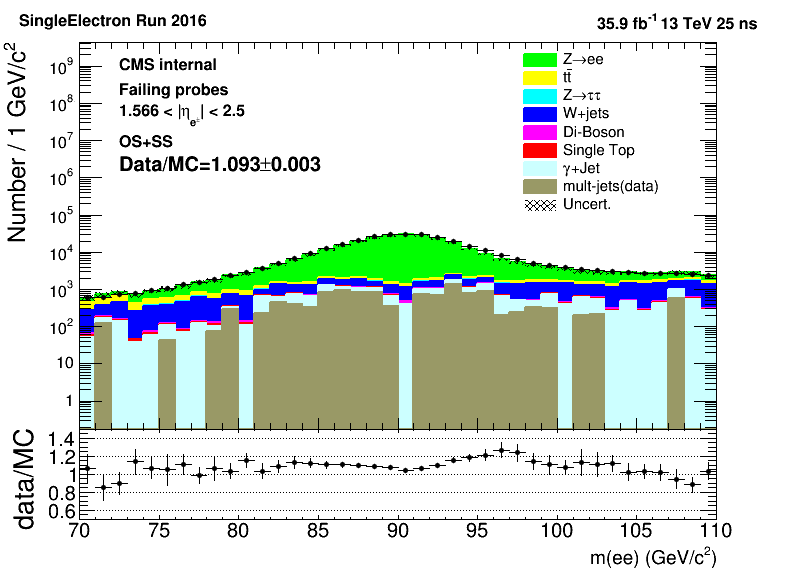 SingleElectron Run 2016
35.9 fb⁻¹ 13 TeV 25 ns
Number / 1 GeV/c²
10⁹
10⁸
10⁷
10⁶
10⁵
10⁴
10³
10²
10
1
CMS internal
Failing probes
1.566 < |η_e±| < 2.5
OS+SS
Data/MC=1.093±0.003
Z→ee
tt̄
Z→ττ
W+jets
Di-Boson
Single Top
γ+Jet
mult-jets(data)
Uncert.
data/MC
1.4
1.2
1
0.8
0.6
70 75 80 85 90 95 100 105 110
m(ee) (GeV/c²)